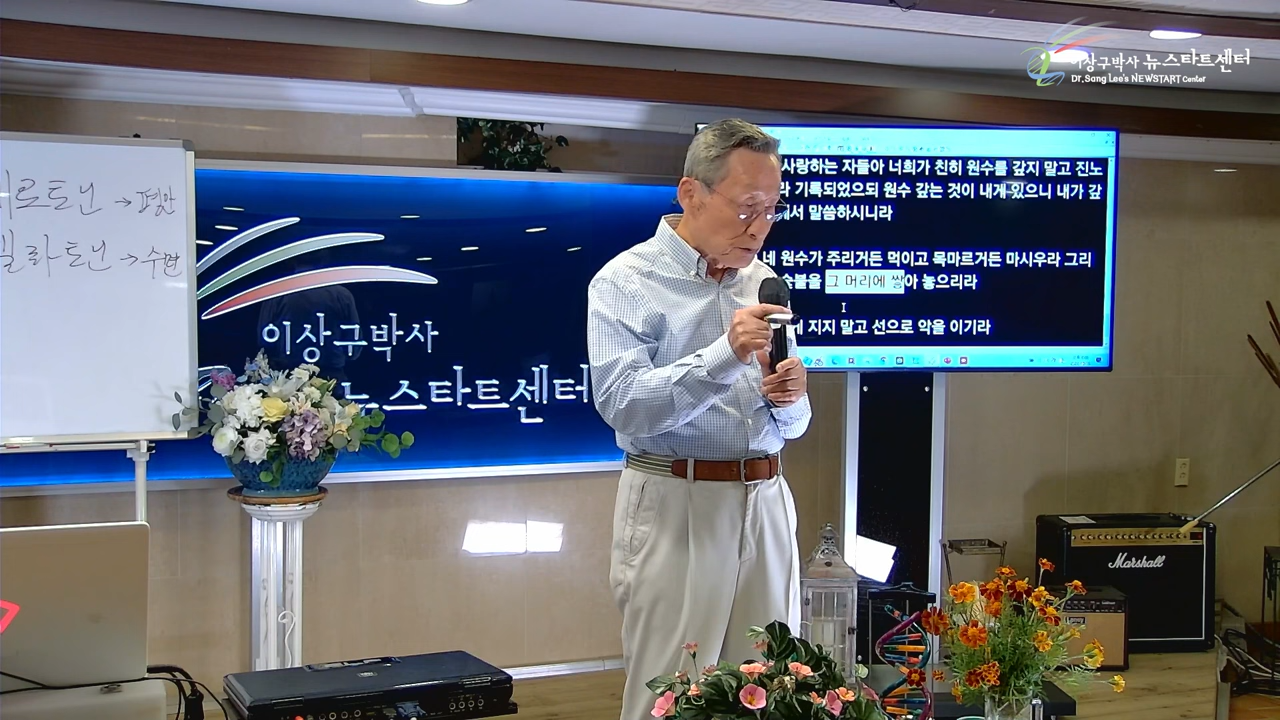 이상구박사 뉴스타트센터
Dr. Sang Lee's NEWSTART Center
세로토닌 → 평안
멜라토닌 → 수면
이상구박사
뉴스타트센터
사랑하는 자들아 너희가 친히 원수를 갚지 말고 진노
라 기록되었으되 원수 갚는 것이 내게 있으니 내가 갚
서 말씀하시니라
네 원수가 주리거든 먹이고 목마르거든 마시우라 그리
숯불을 그 머리에 쌓아 놓으리라
에 지지 말고 선으로 악을 이기라
Marshall